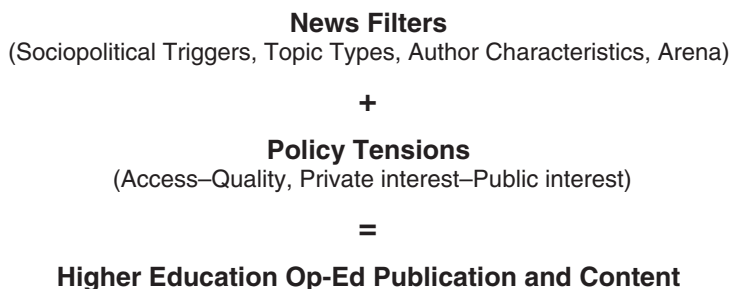 News Filters
(Sociopolitical Triggers, Topic Types, Author Characteristics, Arena)
+
Policy Tensions
(Access–Quality, Private interest–Public interest)
=
Higher Education Op-Ed Publication and Content